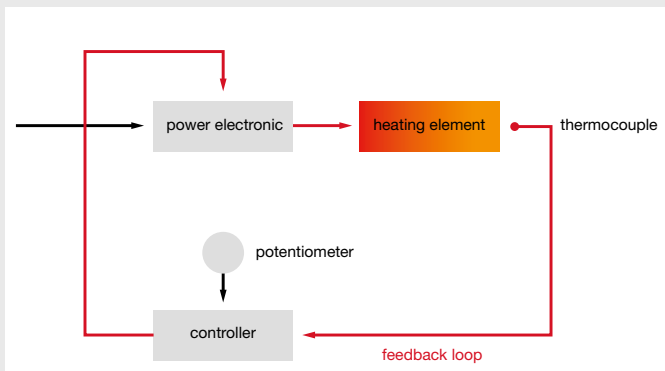 power electronic
heating element
thermocouple
potentiometer
controller
feedback loop